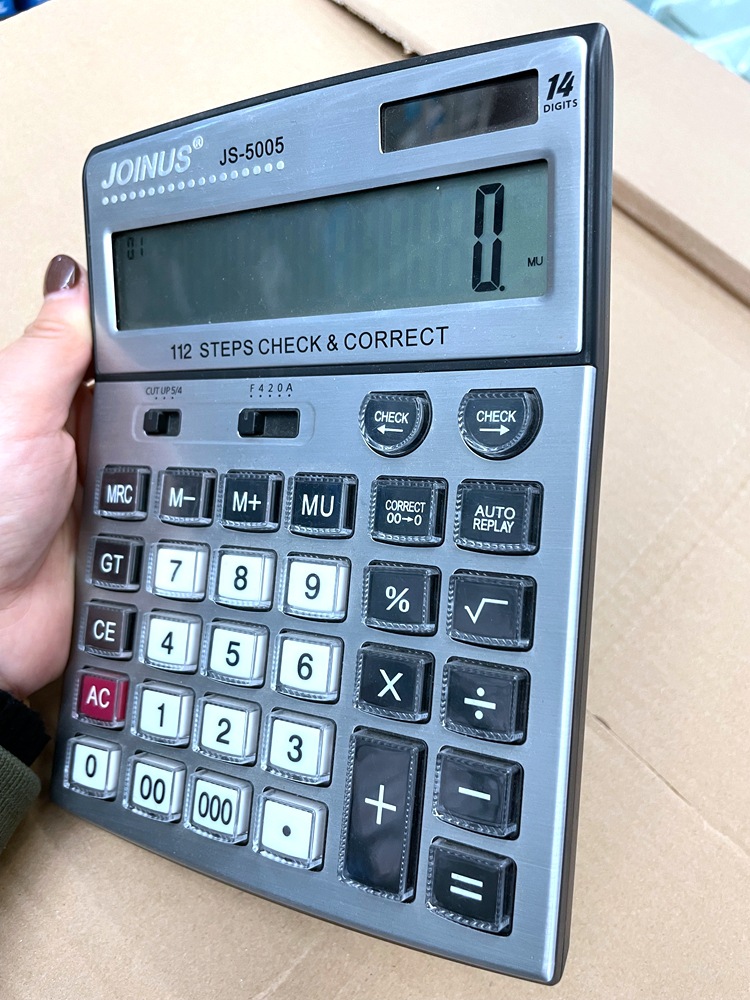 14
DIGITS
JOINUS® JS-5005
01
0.
MU
112 STEPS CHECK & CORRECT
CUT UP 5/4 F 4 2 0 A
CHECK ← CHECK →
MRC M− M+ MU CORRECT 00→0 AUTO REPLAY
GT 7 8 9 % √
CE 4 5 6 X ÷
AC 1 2 3 + −
0 00 000 • =